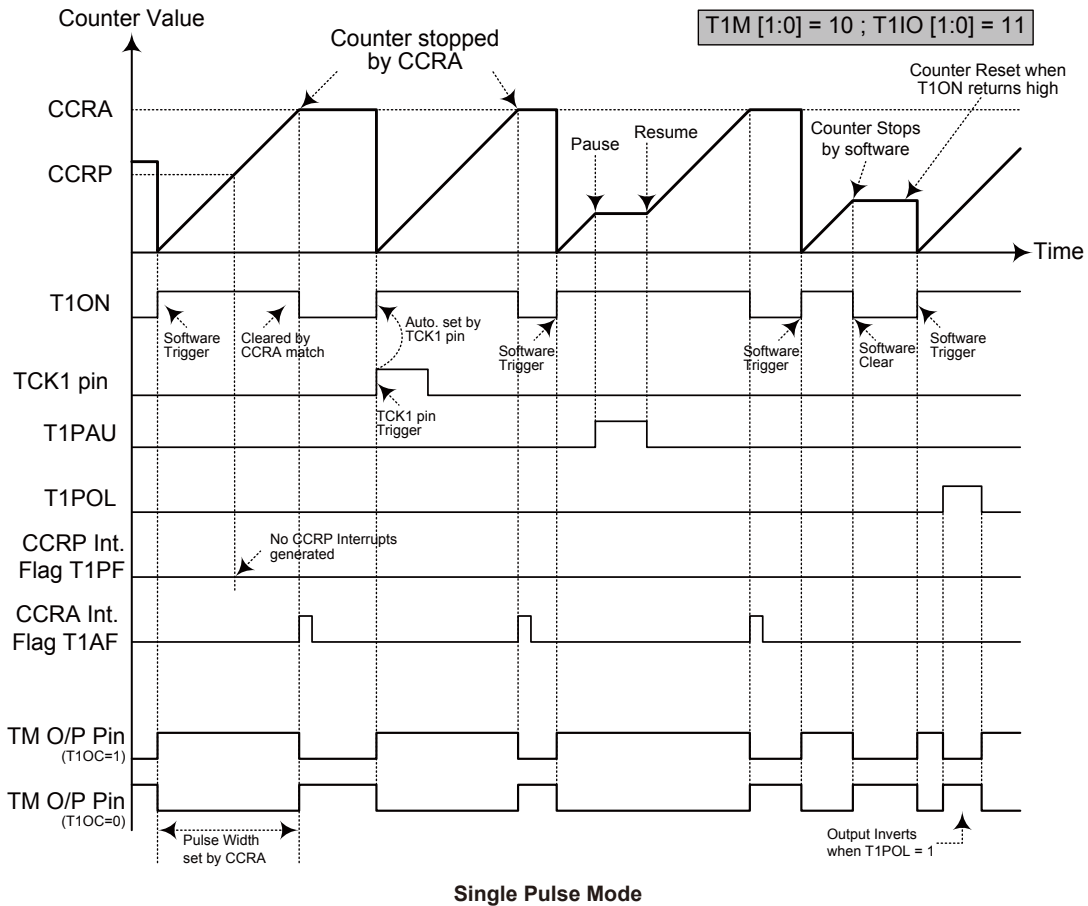 Counter Value
T1M [1:0] = 10 ; T1IO [1:0] = 11
Counter stopped
by CCRA
Counter Reset when
T1ON returns high
CCRA
Pause
Resume
Counter Stops
by software
CCRP
Time
T1ON
Software
Trigger
Cleared by
CCRA match
Auto. set by
TCK1 pin
Software
Trigger
Software
Trigger
Software
Clear
Software
Trigger
TCK1 pin
TCK1 pin
Trigger
T1PAU
T1POL
CCRP Int.
Flag T1PF
No CCRP Interrupts
generated
CCRA Int.
Flag T1AF
TM O/P Pin
(T1OC=1)
TM O/P Pin
(T1OC=0)
Pulse Width
set by CCRA
Output Inverts
when T1POL = 1
Single Pulse Mode